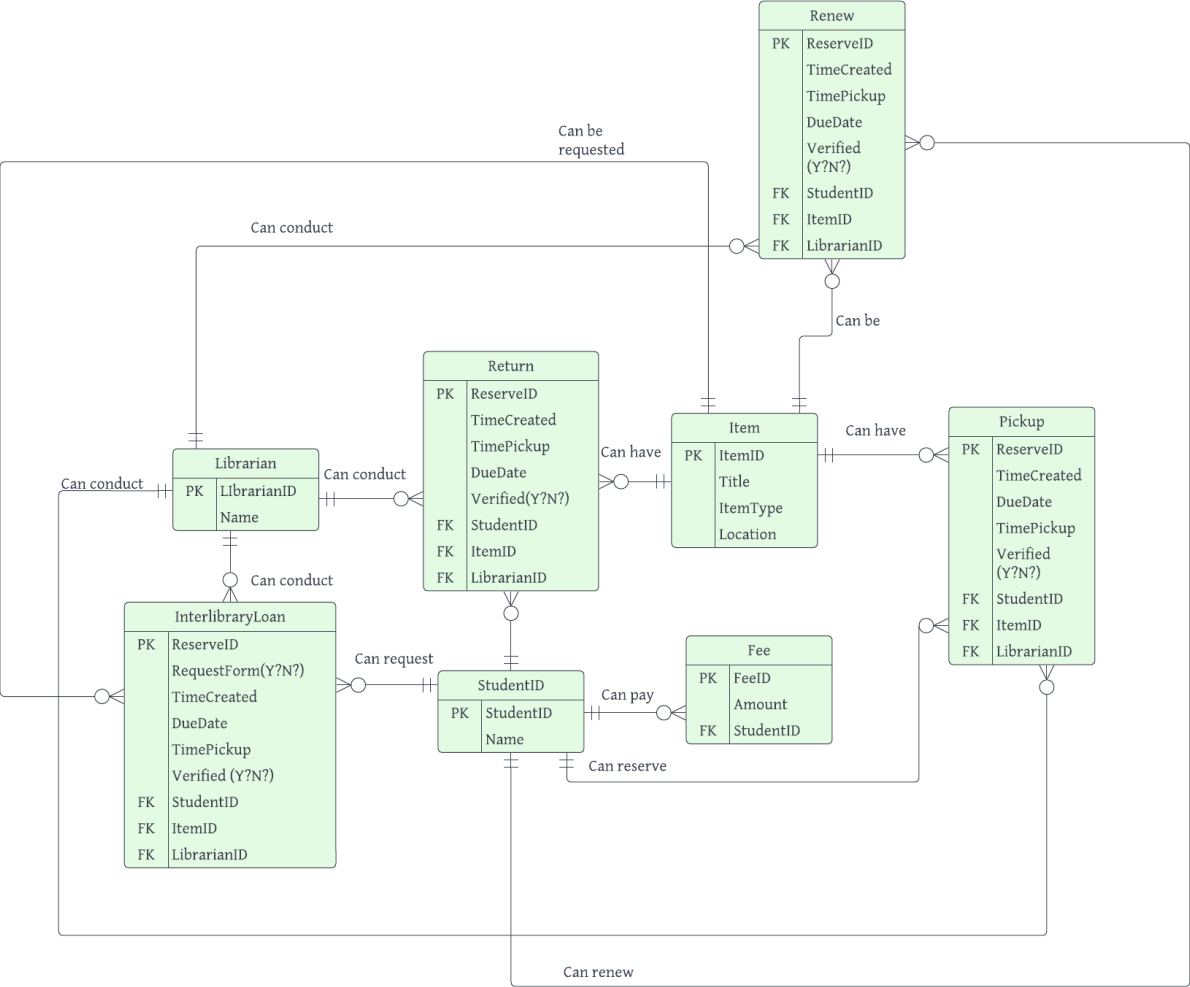 Renew
PK ReserveID
TimeCreated
TimePickup
DueDate
Verified
(Y?N?)
FK StudentID
FK ItemID
FK LibrarianID
Can be
requested
Can conduct
Can be
Return
PK ReserveID
TimeCreated
TimePickup
DueDate
Verified(Y?N?)
FK StudentID
FK ItemID
FK LibrarianID
Item
PK ItemID
Title
ItemType
Location
Pickup
PK ReserveID
TimeCreated
DueDate
TimePickup
Verified
(Y?N?)
FK StudentID
FK ItemID
FK LibrarianID
Can have
Can have
Librarian
PK LIbrarianID
Name
Can conduct
Can conduct
Can conduct
InterlibraryLoan
PK ReserveID
RequestForm(Y?N?)
TimeCreated
DueDate
TimePickup
Verified (Y?N?)
FK StudentID
FK ItemID
FK LibrarianID
Can request
StudentID
PK StudentID
Name
Can pay
Fee
PK FeeID
Amount
FK StudentID
Can reserve
Can renew